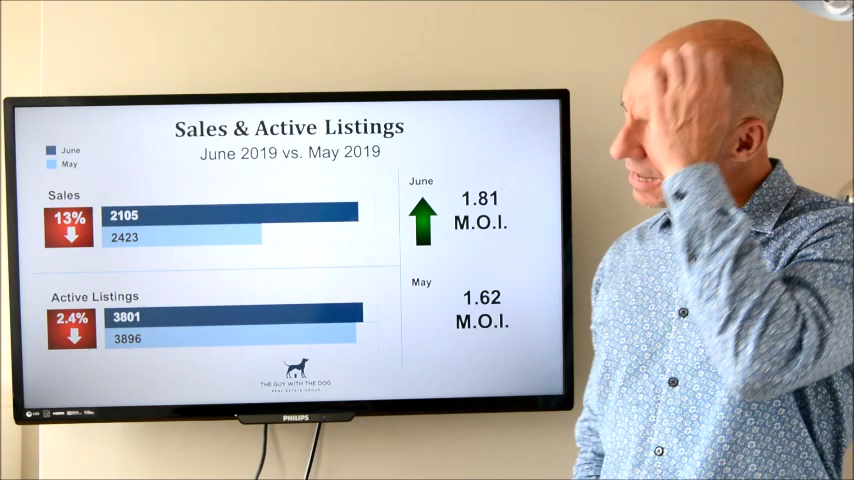 Sales & Active Listings
June 2019 vs. May 2019
June
May
Sales
13%
2105
2423
Active Listings
2.4%
3801
3896
June
1.81
M.O.I.
May
1.62
M.O.I.
THE GUY WITH THE DOG
REAL ESTATE GROUP
PHILIPS
HDMI